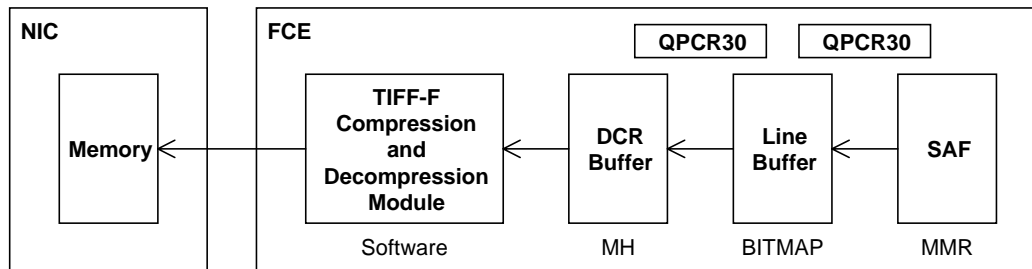 NIC
FCE
QPCR30
QPCR30
Memory
TIFF-F
Compression
and
Decompression
Module
DCR
Buffer
Line
Buffer
SAF
Software
MH
BITMAP
MMR